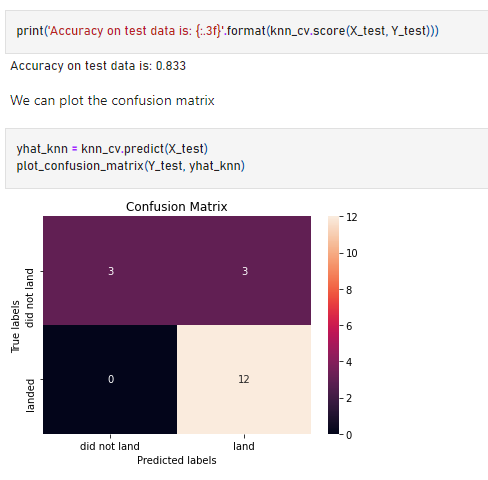 print('Accuracy on test data is: {:.3f}'.format(knn_cv.score(X_test, Y_test)))
Accuracy on test data is: 0.833
We can plot the confusion matrix
yhat_knn = knn_cv.predict(X_test)
plot_confusion_matrix(Y_test, yhat_knn)
Confusion Matrix
True labels
did not land
landed
3
3
0
12
did not land
land
Predicted labels
12
10
8
6
4
2
0